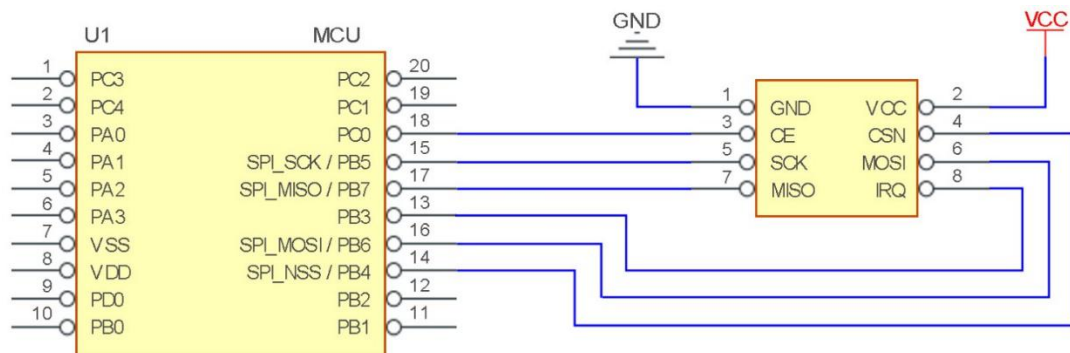 GND
VCC
U1 MCU
1 PC3 PC2 20
2 PC4 PC1 19
3 PA0 PC0 18
4 PA1 SPI_SCK / PB5 15
5 PA2 SPI_MISO / PB7 17
6 PA3 PB3 13
7 VSS SPI_MOSI / PB6 16
8 VDD SPI_NSS / PB4 14
9 PD0 PB2 12
10 PB0 PB1 11
1 GND VCC 2
3 CE CSN 4
5 SCK MOSI 6
7 MISO IRQ 8